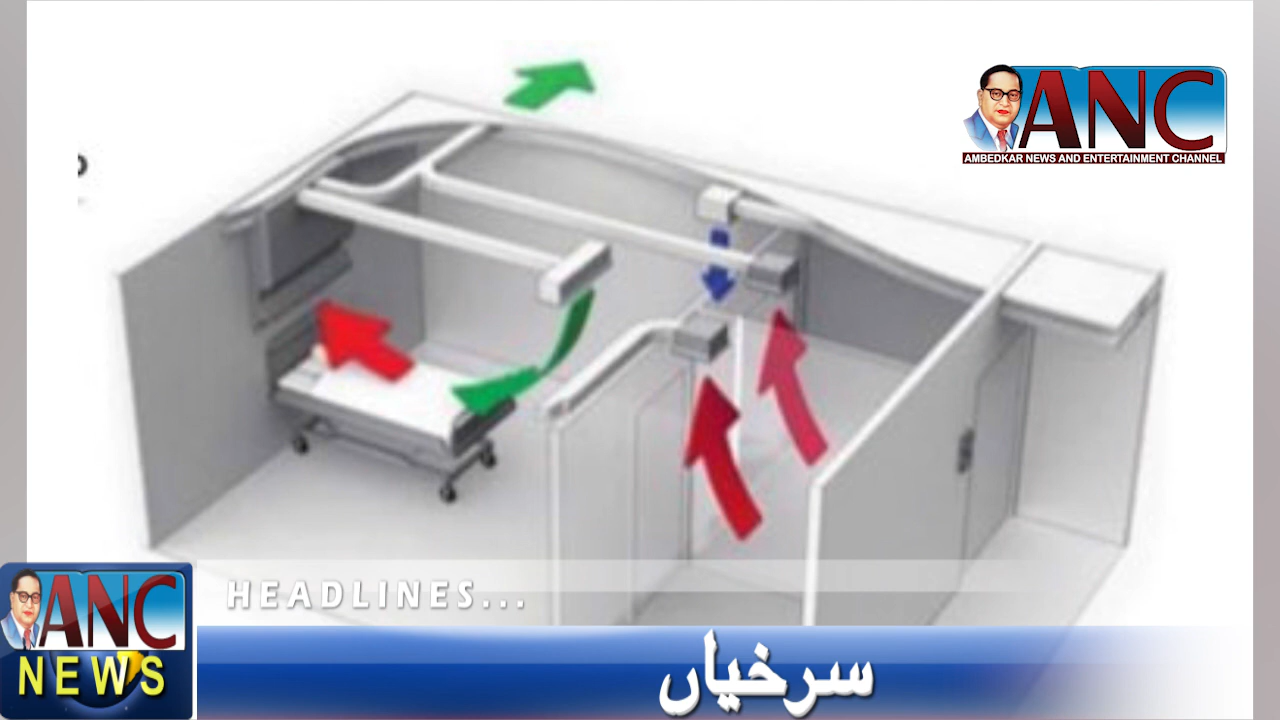 ANC
AMBEDKAR NEWS AND ENTERTAINMENT CHANNEL
HEADLINES...
ANC
NEWS
سرخیاں